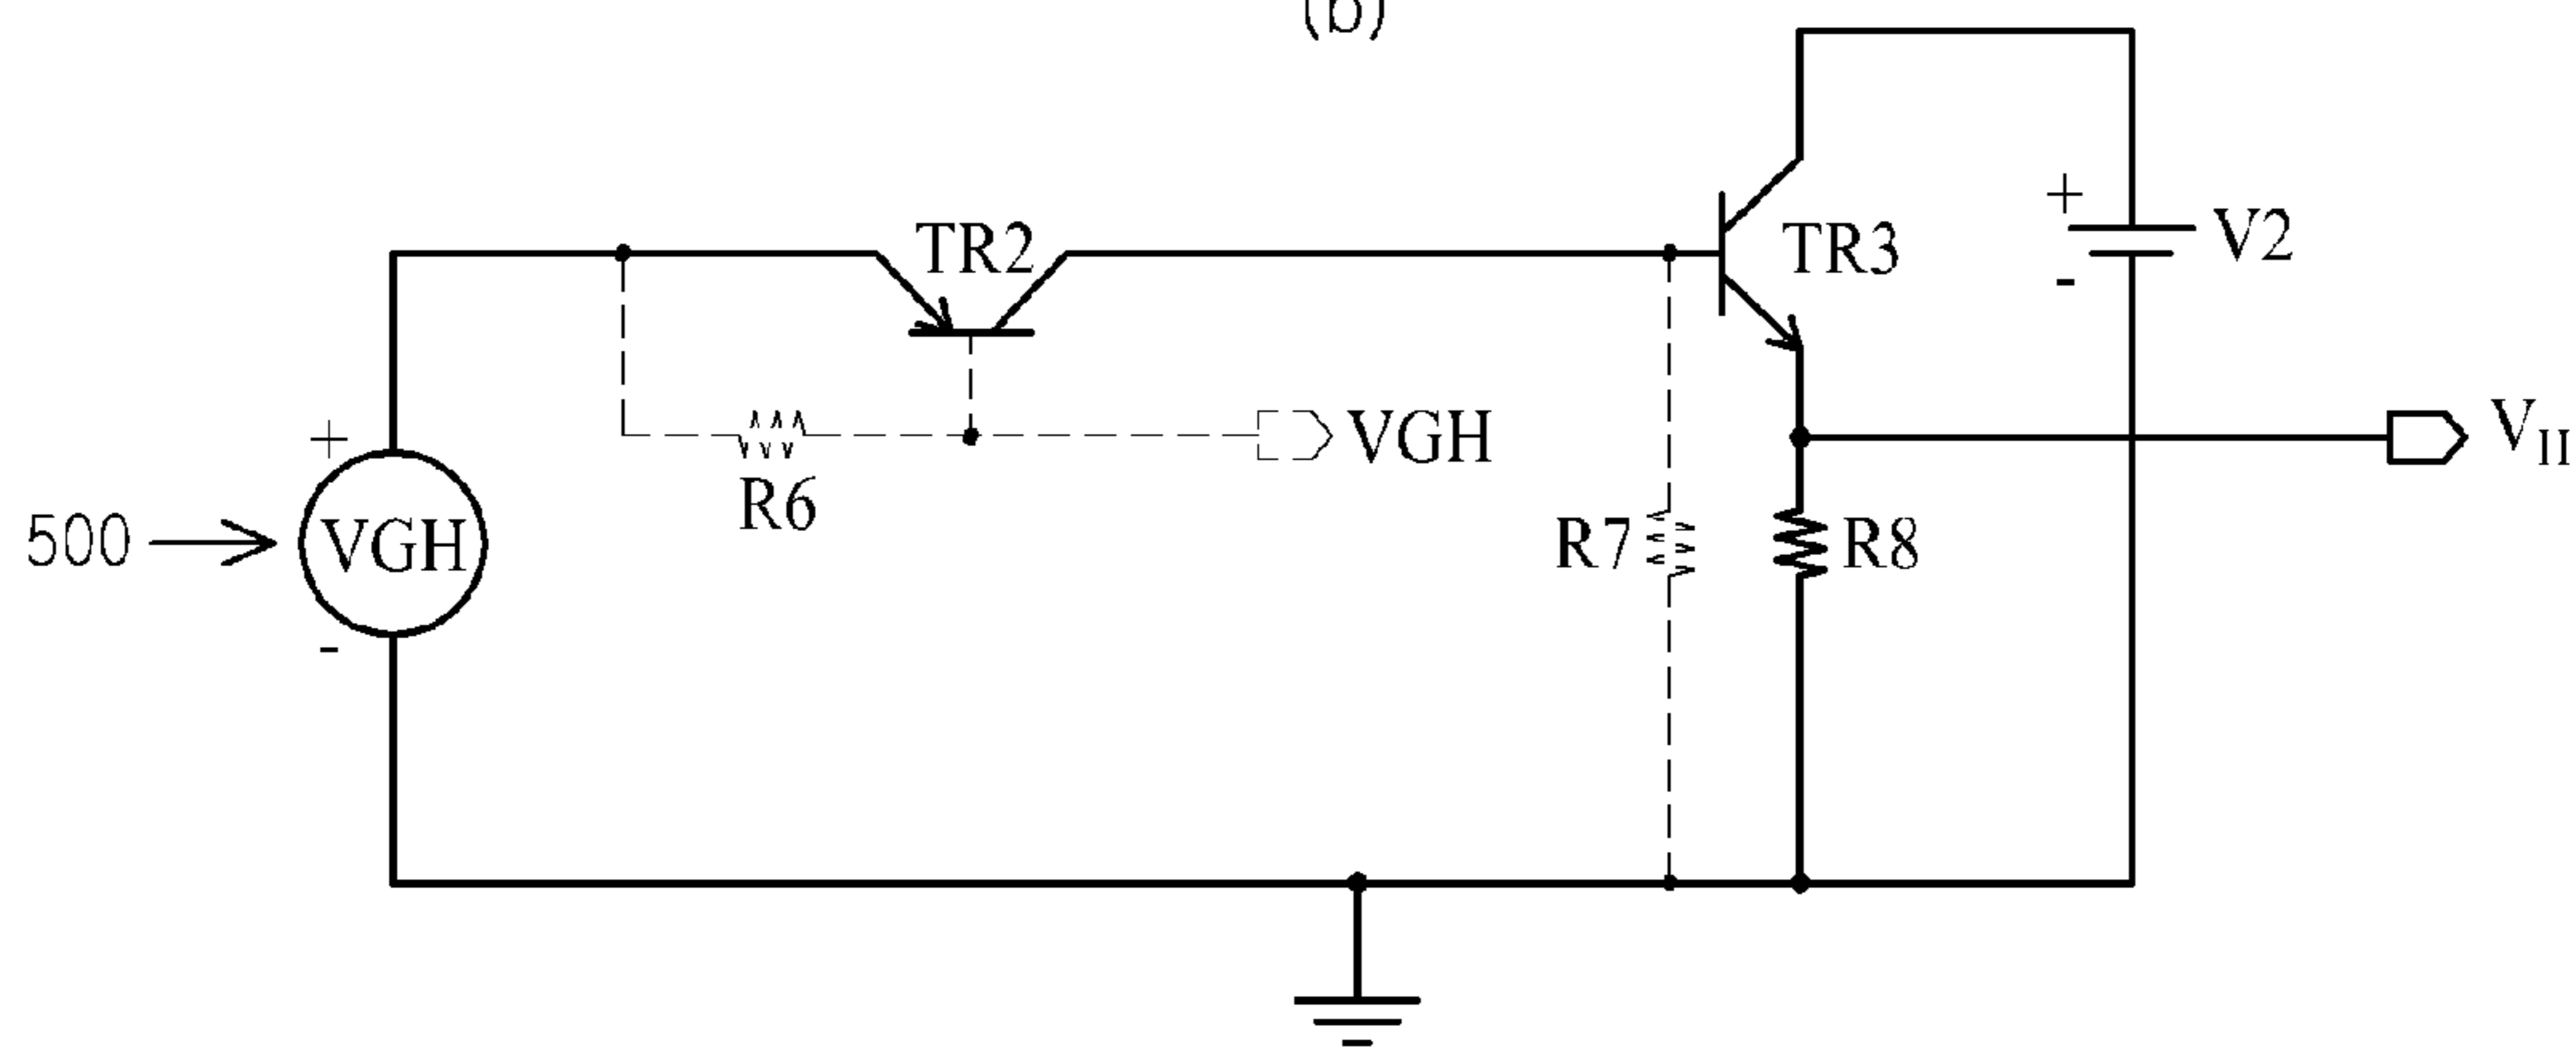 (b)
TR2
TR3
+
V2
-
+
VGH
V_II
R6
500
VGH
R7
R8
-